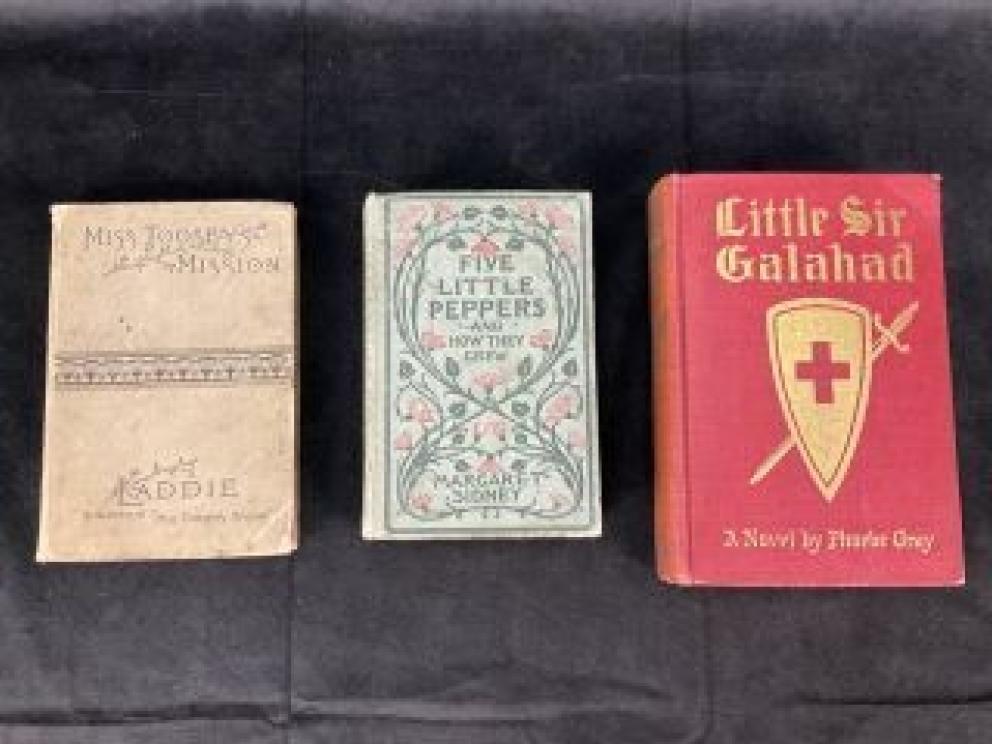 MISS TOOSEY'S
MISSION
LADDIE
FIVE
LITTLE
PEPPERS
AND
HOW THEY
GREW
MARGARET
SIDNEY
Little Sir
Galahad
A Novel by Phoebe Gray